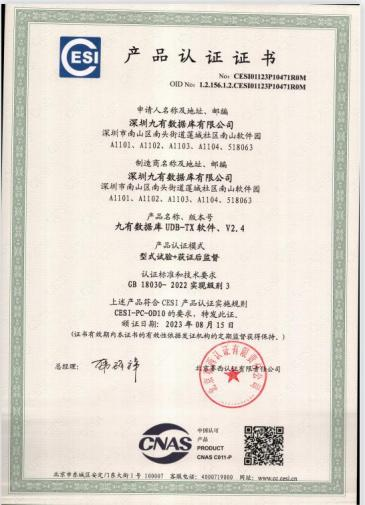 CESI
产品认证证书
No: CESI01123P10471R0M
OID No: 1.2.156.1.2.CESI01123P10471R0M
申请人名称及地址、邮编
深圳九有数据库有限公司
深圳市南山区南头街道莲城社区南山软件园
A1101、A1102、A1103、A1104、518063
制造商名称及地址、邮编
深圳九有数据库有限公司
深圳市南山区南头街道莲城社区南山软件园
A1101、A1102、A1103、A1104、518063
产品名称、版本号
九有数据库 UDB-TX 软件、V2.4
产品认证模式
型式试验+获证后监督
认证标准和技术要求
GB 18030- 2022 实现级别 3
上述产品符合 CESI 产品认证实施规则
CESI-PC-OD10 的要求，特发此证。
颁证日期: 2023 年 08 月 15 日
(证书有效期内本证书的有效性依据发证机构的定期监督获得保持。)
总经理:
北京赛西认证有限责任公司
CNAS
中国认可
产品
PRODUCT
CNAS C011-P
北京市东城区安定门东大街1号 100007 客服电话: 4000719000 网址: www.cc.cesi.cn